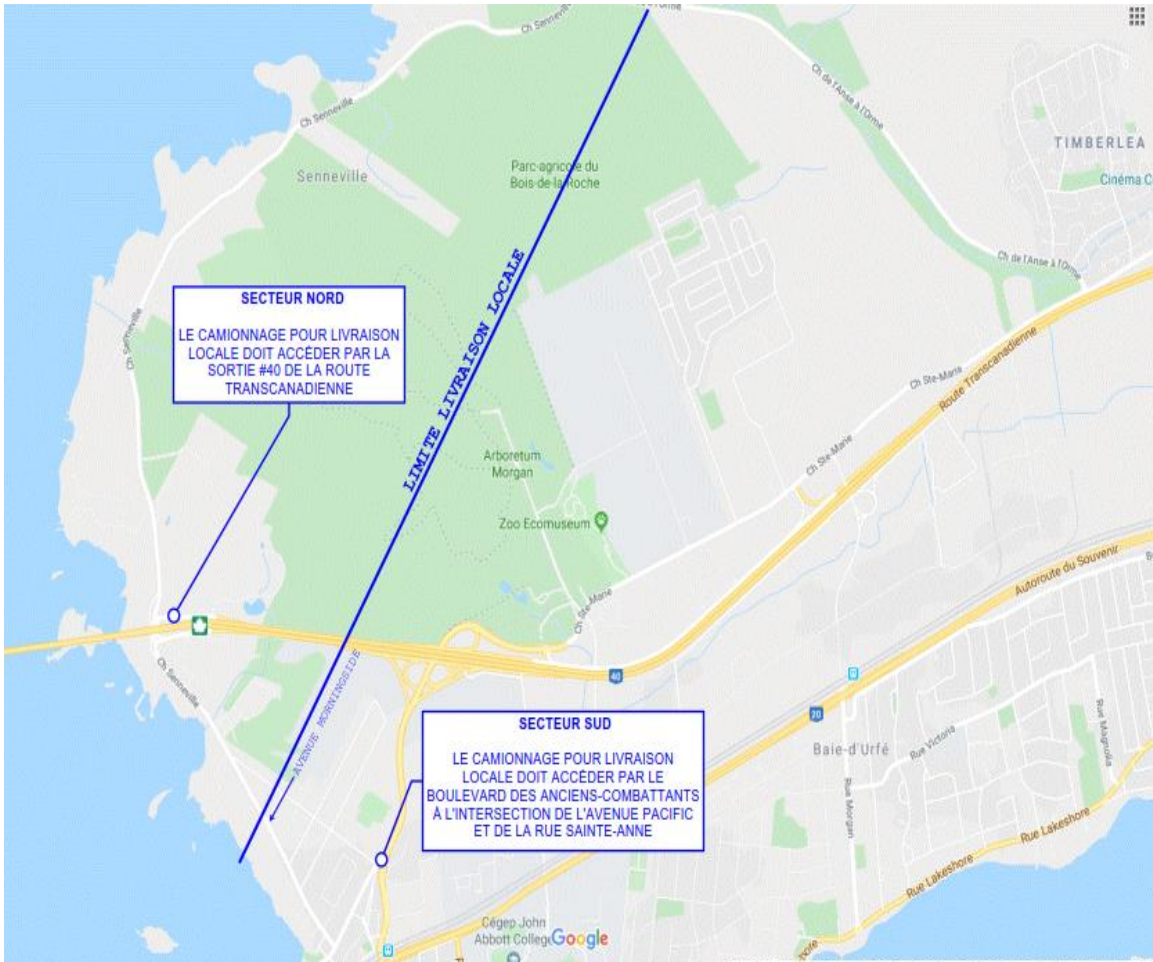 Ch Senneville
Ch de l'Anse à l'Orme
TIMBERLEA
Cinéma C
Parc-agricole du
Bois-de-la-Roche
Senneville
Ch de l'Anse à l'Orme
LIMITE LIVRAISON LOCALE
SECTEUR NORD
LE CAMIONNAGE POUR LIVRAISON
LOCALE DOIT ACCÉDER PAR LA
SORTIE #40 DE LA ROUTE
TRANSCANADIENNE
Ch Senneville
Ch Ste-Marie
Route Transcanadienne
Arboretum
Morgan
Ch Ste-Marie
Zoo Ecomuseum
Autoroute du Souvenir
Ch Ste-Marie
Ch Senneville
AVENUE MORNINGSIDE
40
20
SECTEUR SUD
LE CAMIONNAGE POUR LIVRAISON
LOCALE DOIT ACCÉDER PAR LE
BOULEVARD DES ANCIENS-COMBATTANTS
À L'INTERSECTION DE L'AVENUE PACIFIC
ET DE LA RUE SAINTE-ANNE
Baie-d'Urfé
Rue Victoria
Rue Magnolia
Rue Morgan
Rue Lakeshore
Rue Lakeshore
Cégep John
Abbott College
Google
ore